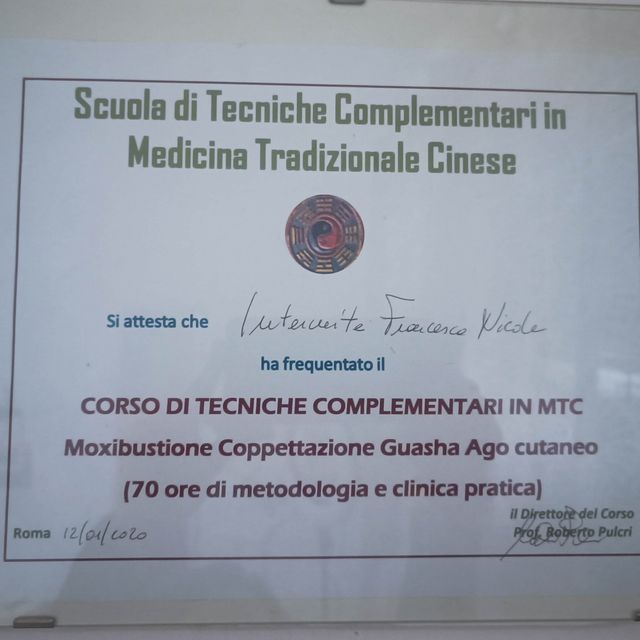 Scuola di Tecniche Complementari in
Medicina Tradizionale Cinese
Si attesta che Francesco Nicola
ha frequentato il
CORSO DI TECNICHE COMPLEMENTARI IN MTC
Moxibustione Coppettazione Guasha Ago cutaneo
(70 ore di metodologia e clinica pratica)
il Direttore del Corso
Roma 12/01/2020 Prof. Roberto Pulcri